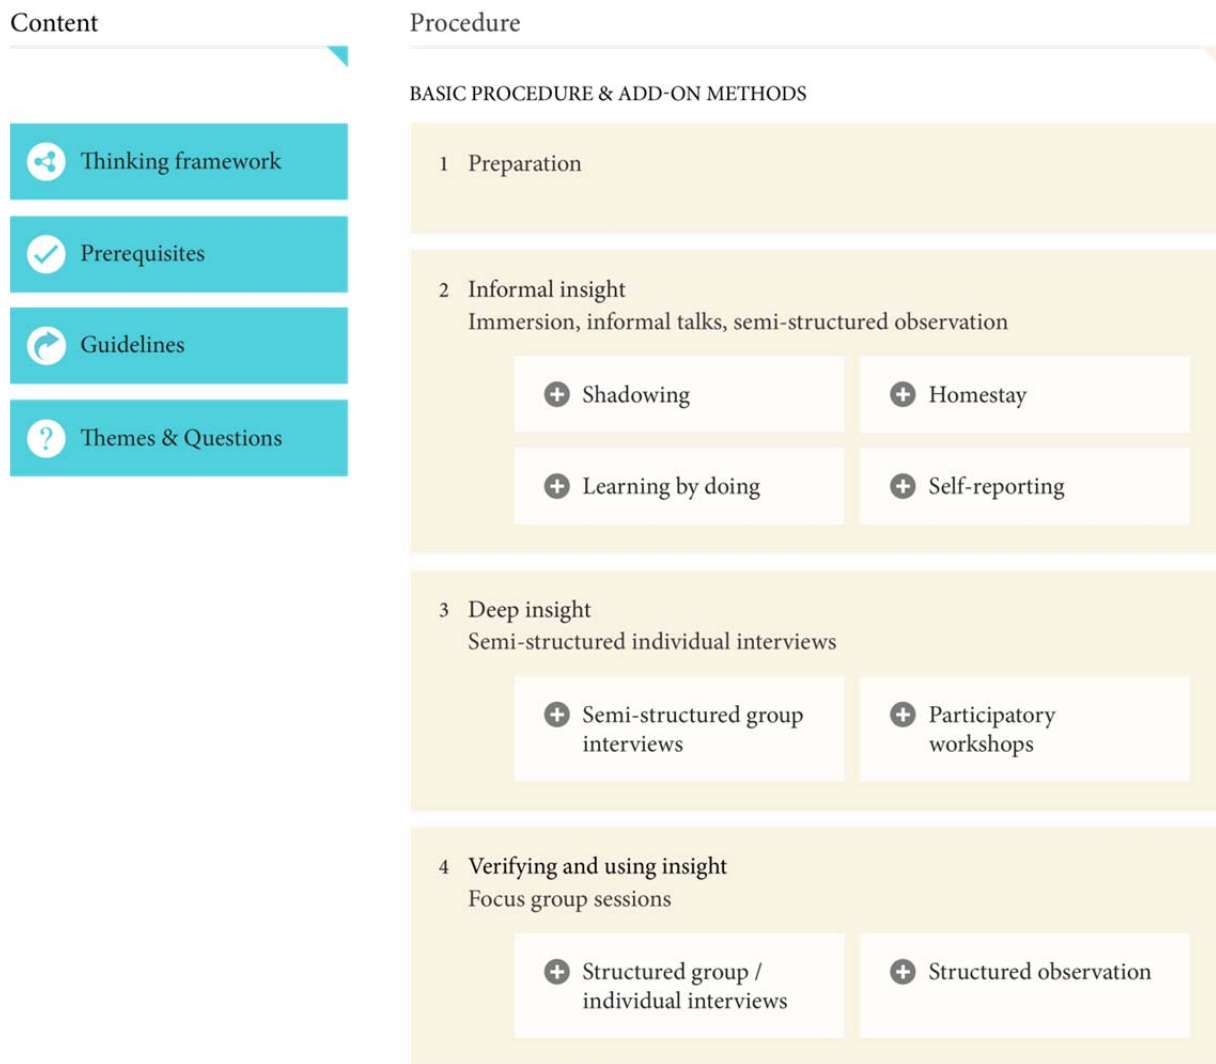 Content
Thinking framework
Prerequisites
Guidelines
? Themes & Questions
Procedure
BASIC PROCEDURE & ADD-ON METHODS
1 Preparation
2 Informal insight
Immersion, informal talks, semi-structured observation
Shadowing
Homestay
Learning by doing
Self-reporting
3 Deep insight
Semi-structured individual interviews
Semi-structured group
interviews
Participatory
workshops
4 Verifying and using insight
Focus group sessions
Structured group /
individual interviews
Structured observation